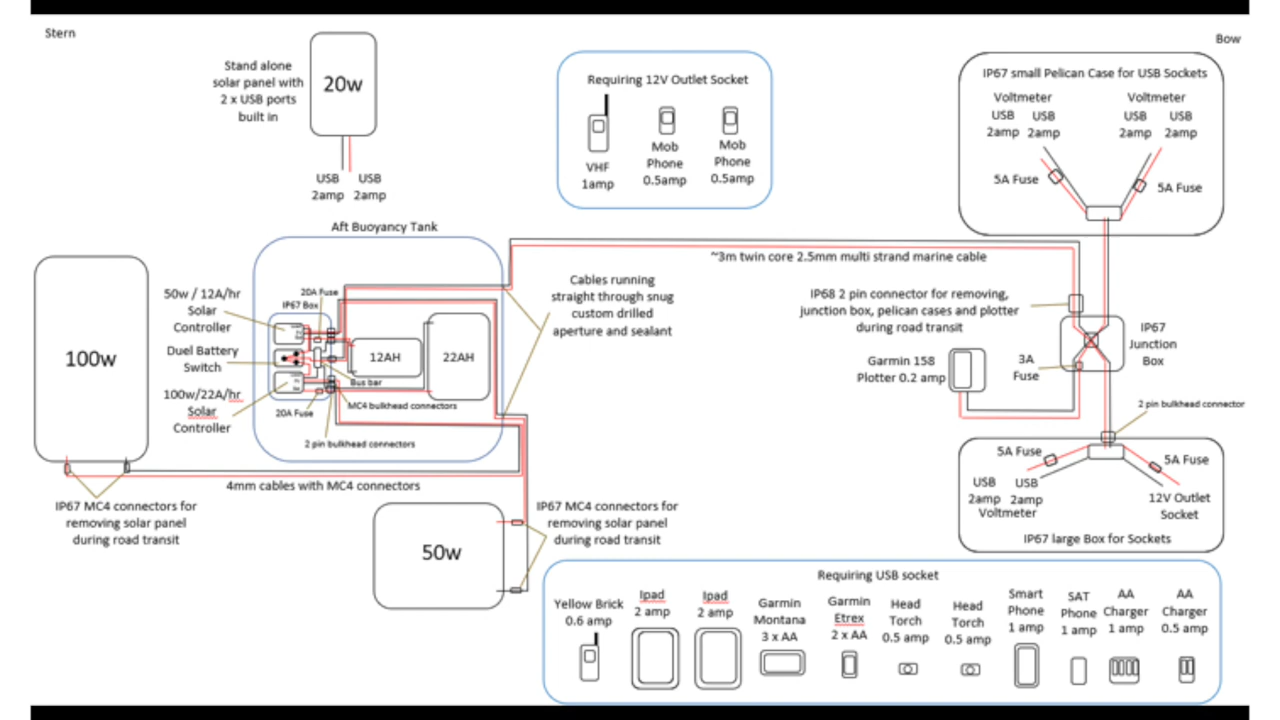 Stern
Bow
Stand alone
solar panel with
2 x USB ports
built in
20w
USB
2amp
USB
2amp
Requiring 12V Outlet Socket
VHF
1amp
Mob
Phone
0.5amp
Mob
Phone
0.5amp
IP67 small Pelican Case for USB Sockets
Voltmeter
USB
2amp
USB
2amp
Voltmeter
USB
2amp
USB
2amp
5A Fuse
5A Fuse
Aft Buoyancy Tank
100w
50w / 12A/hr
Solar
Controller
Duel Battery
Switch
100w/22A/hr
Solar
Controller
20A Fuse
IP67 Box
12AH
22AH
Bus bar
MC4 bulkhead connectors
20A Fuse
2 pin bulkhead connectors
~3m twin core 2.5mm multi strand marine cable
Cables running
straight through snug
custom drilled
aperture and sealant
IP68 2 pin connector for removing,
junction box, pelican cases and plotter
during road transit
IP67
Junction
Box
Garmin 158
Plotter 0.2 amp
3A
Fuse
2 pin bulkhead connector
5A Fuse
5A Fuse
USB
2amp
USB
2amp
Voltmeter
12V Outlet
Socket
IP67 large Box for Sockets
4mm cables with MC4 connectors
IP67 MC4 connectors for
removing solar panel
during road transit
50w
IP67 MC4 connectors for
removing solar panel
during road transit
Requiring USB socket
Yellow Brick
0.6 amp
Ipad
2 amp
Ipad
2 amp
Garmin
Montana
3 x AA
Garmin
Etrex
2 x AA
Head
Torch
0.5 amp
Head
Torch
0.5 amp
Smart
Phone
1 amp
SAT
Phone
1 amp
AA
Charger
1 amp
AA
Charger
0.5 amp